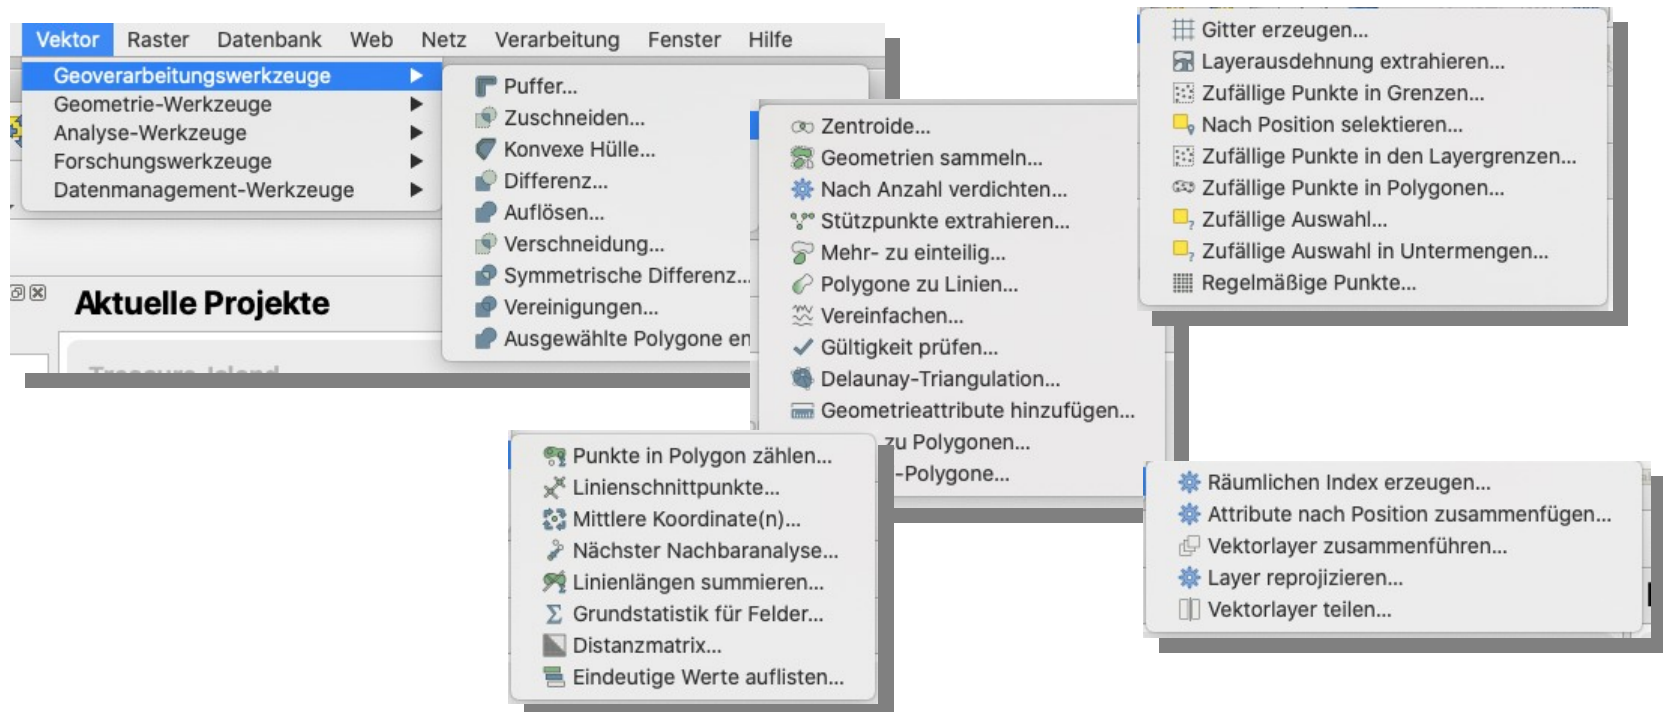 Vektor Raster Datenbank Web Netz Verarbeitung Fenster Hilfe
Geoverarbeitungswerkzeuge
Geometrie-Werkzeuge
Analyse-Werkzeuge
Forschungswerkzeuge
Datenmanagement-Werkzeuge
Aktuelle Projekte
Puffer...
Zuschneiden...
Konvexe Hülle...
Differenz...
Auflösen...
Verschneidung...
Symmetrische Differenz...
Vereinigungen...
Ausgewählte Polygone en
Zentroide...
Geometrien sammeln...
Nach Anzahl verdichten...
Stützpunkte extrahieren...
Mehr- zu einteilig...
Polygone zu Linien...
Vereinfachen...
Gültigkeit prüfen...
Delaunay-Triangulation...
Geometrieattribute hinzufügen...
zu Polygonen...
-Polygone...
Punkte in Polygon zählen...
Linienschnittpunkte...
Mittlere Koordinate(n)...
Nächster Nachbaranalyse...
Linienlängen summieren...
Grundstatistik für Felder...
Distanzmatrix...
Eindeutige Werte auflisten...
Gitter erzeugen...
Layerausdehnung extrahieren...
Zufällige Punkte in Grenzen...
Nach Position selektieren...
Zufällige Punkte in den Layergrenzen...
Zufällige Punkte in Polygonen...
Zufällige Auswahl...
Zufällige Auswahl in Untermengen...
Regelmäßige Punkte...
Räumlichen Index erzeugen...
Attribute nach Position zusammenfügen...
Vektorlayer zusammenführen...
Layer reprojizieren...
Vektorlayer teilen...